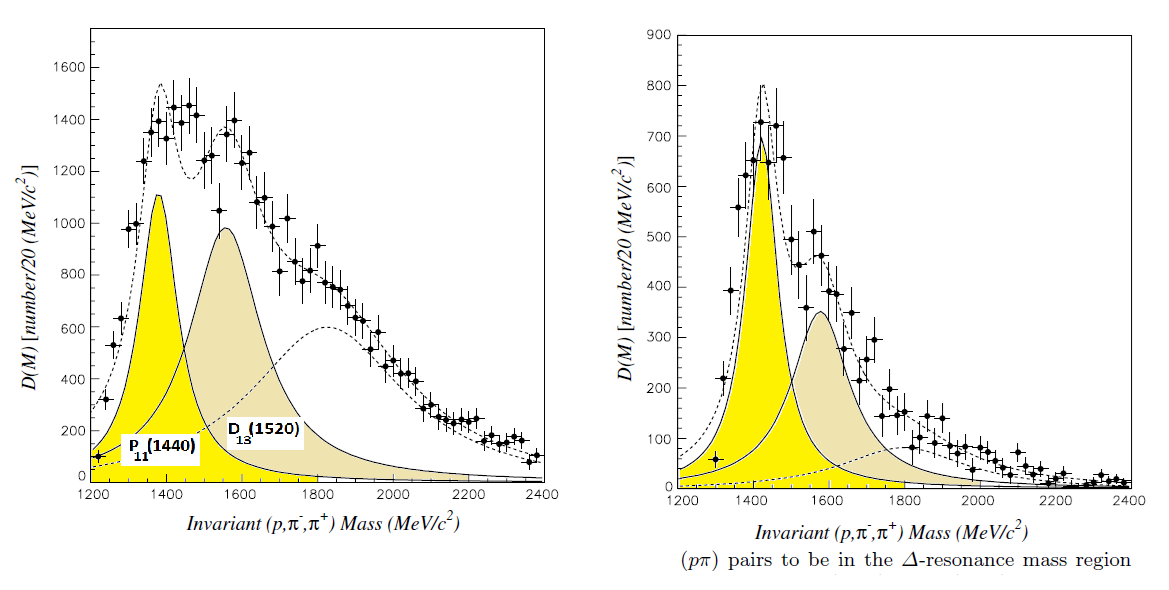 1600
1400
1200
1000
800
600
400
200
0
D(M) [number/20 (MeV/c²)]
P₁₁(1440)
D₁₃(1520)
1200 1400 1600 1800 2000 2200 2400
Invariant (p,π⁻,π⁺) Mass (MeV/c²)
900
800
700
600
500
400
300
200
100
0
D(M) [number/20 (MeV/c²)]
1200 1400 1600 1800 2000 2200 2400
Invariant (p,π⁻,π⁺) Mass (MeV/c²)
(pπ) pairs to be in the Δ-resonance mass region